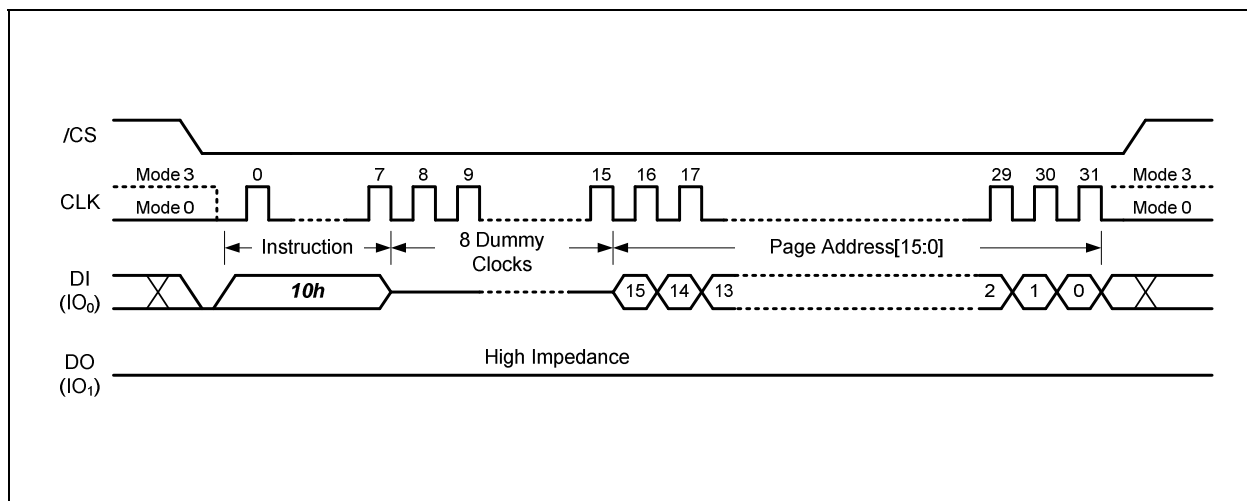 /CS
Mode 3 0 7 8 9 15 16 17 29 30 31 Mode 3
CLK
Mode 0 Mode 0
Instruction 8 Dummy Clocks Page Address[15:0]
DI (IO₀) 10h 15 14 13 2 1 0
High Impedance
DO (IO₁)